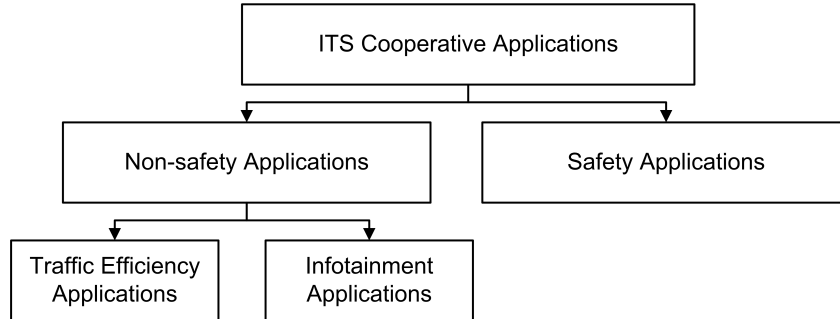 ITS Cooperative Applications
Non-safety Applications
Safety Applications
Traffic Efficiency
Applications
Infotainment
Applications